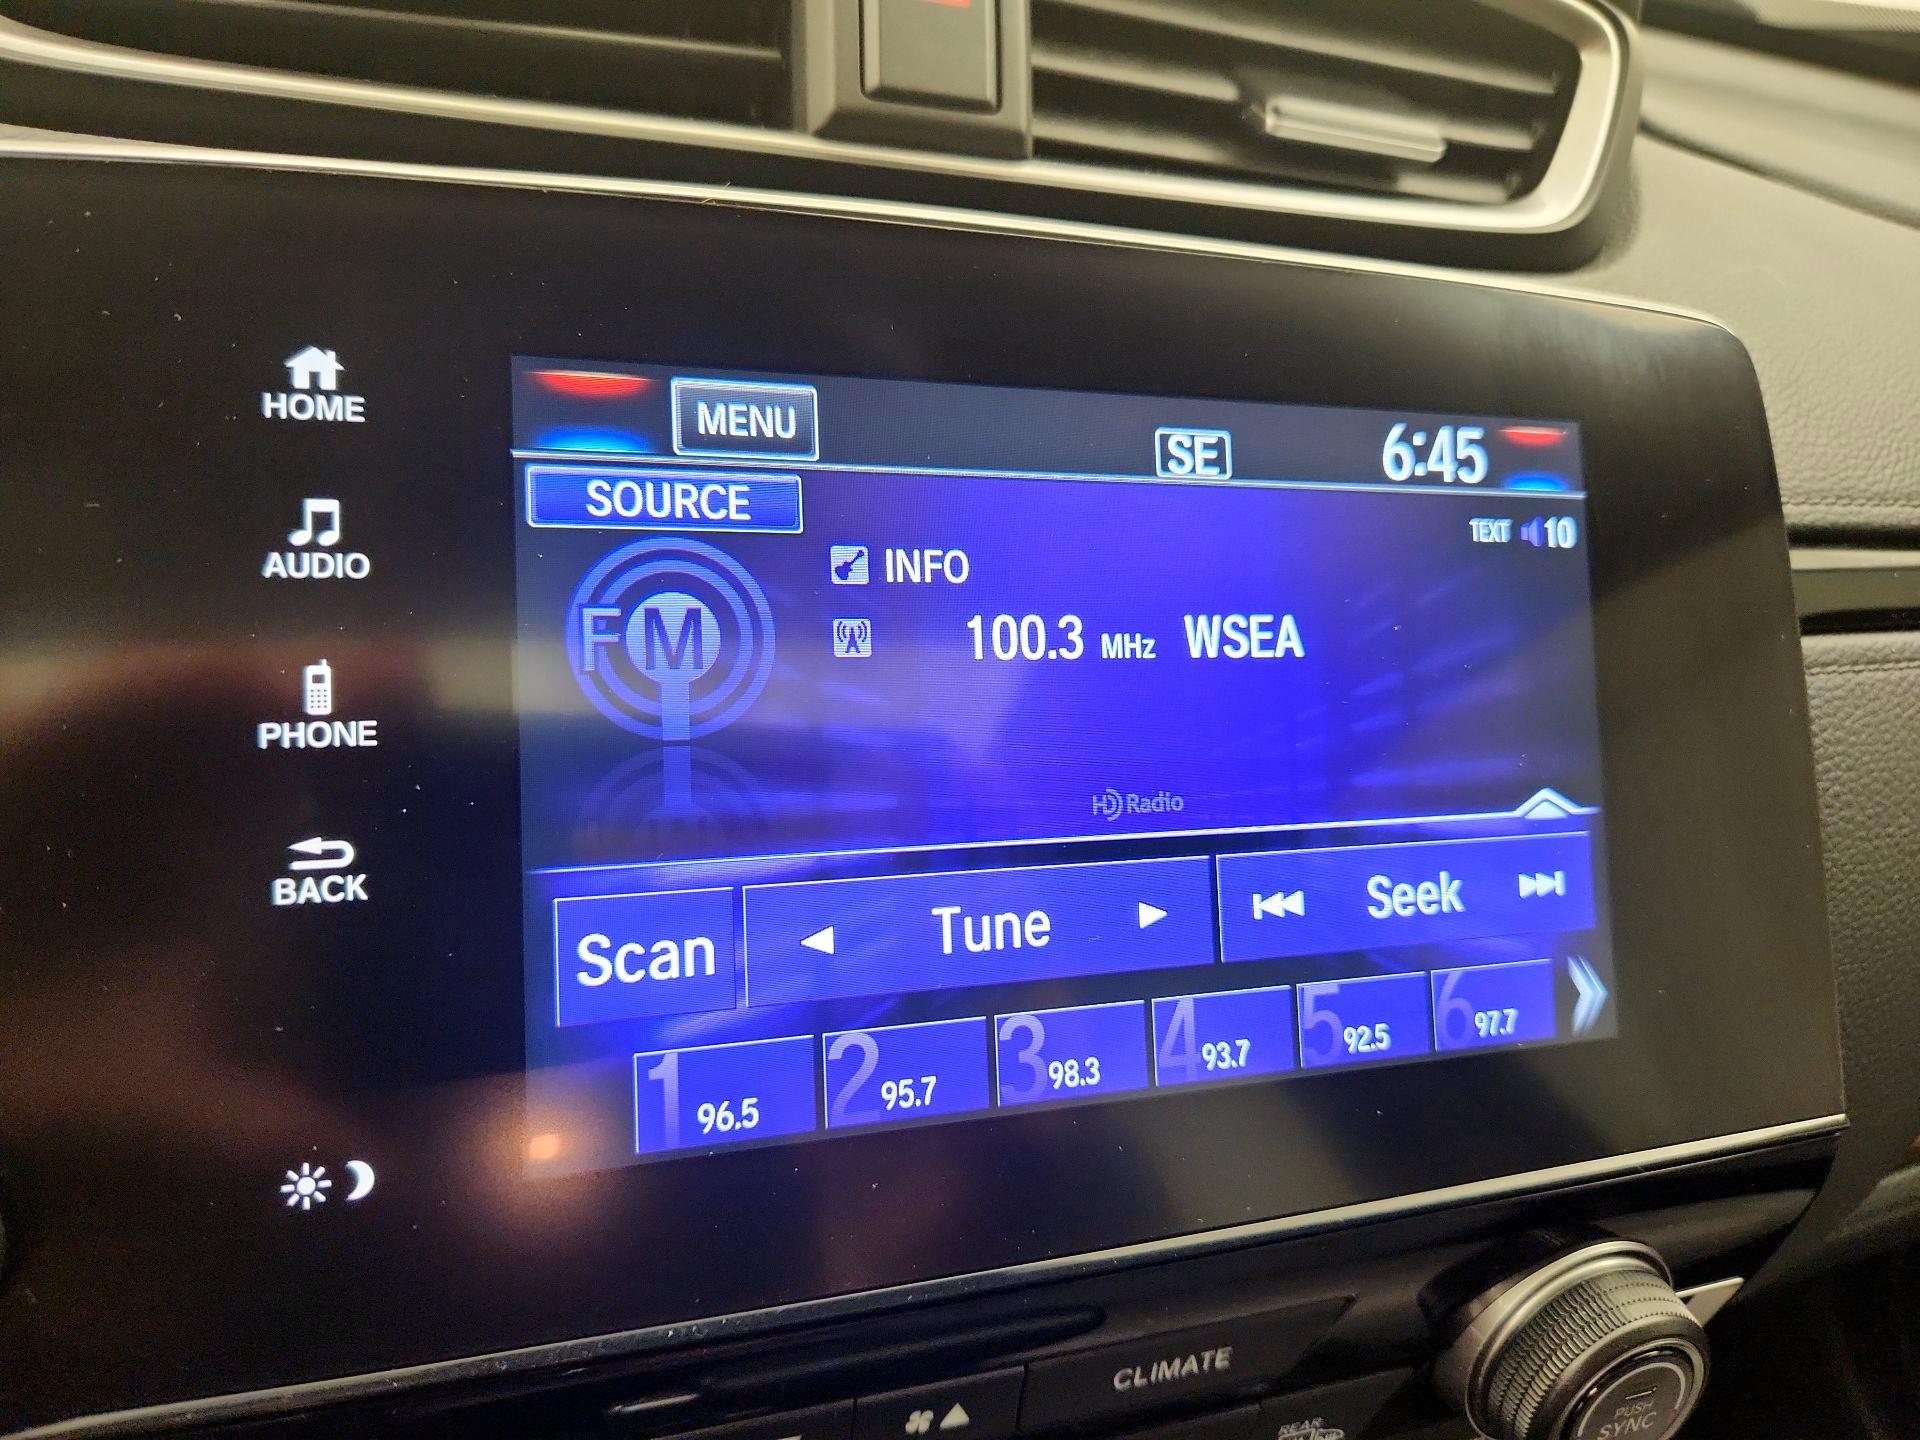 HOME
AUDIO
PHONE
BACK
MENU
SE
6:45
SOURCE
TEXT 10
FM
INFO
100.3 MHz WSEA
HD Radio
Scan
Tune
Seek
1 96.5
2 95.7
3 98.3
4 93.7
5 92.5
6 97.7
CLIMATE
REAR
PUSH
SYNC